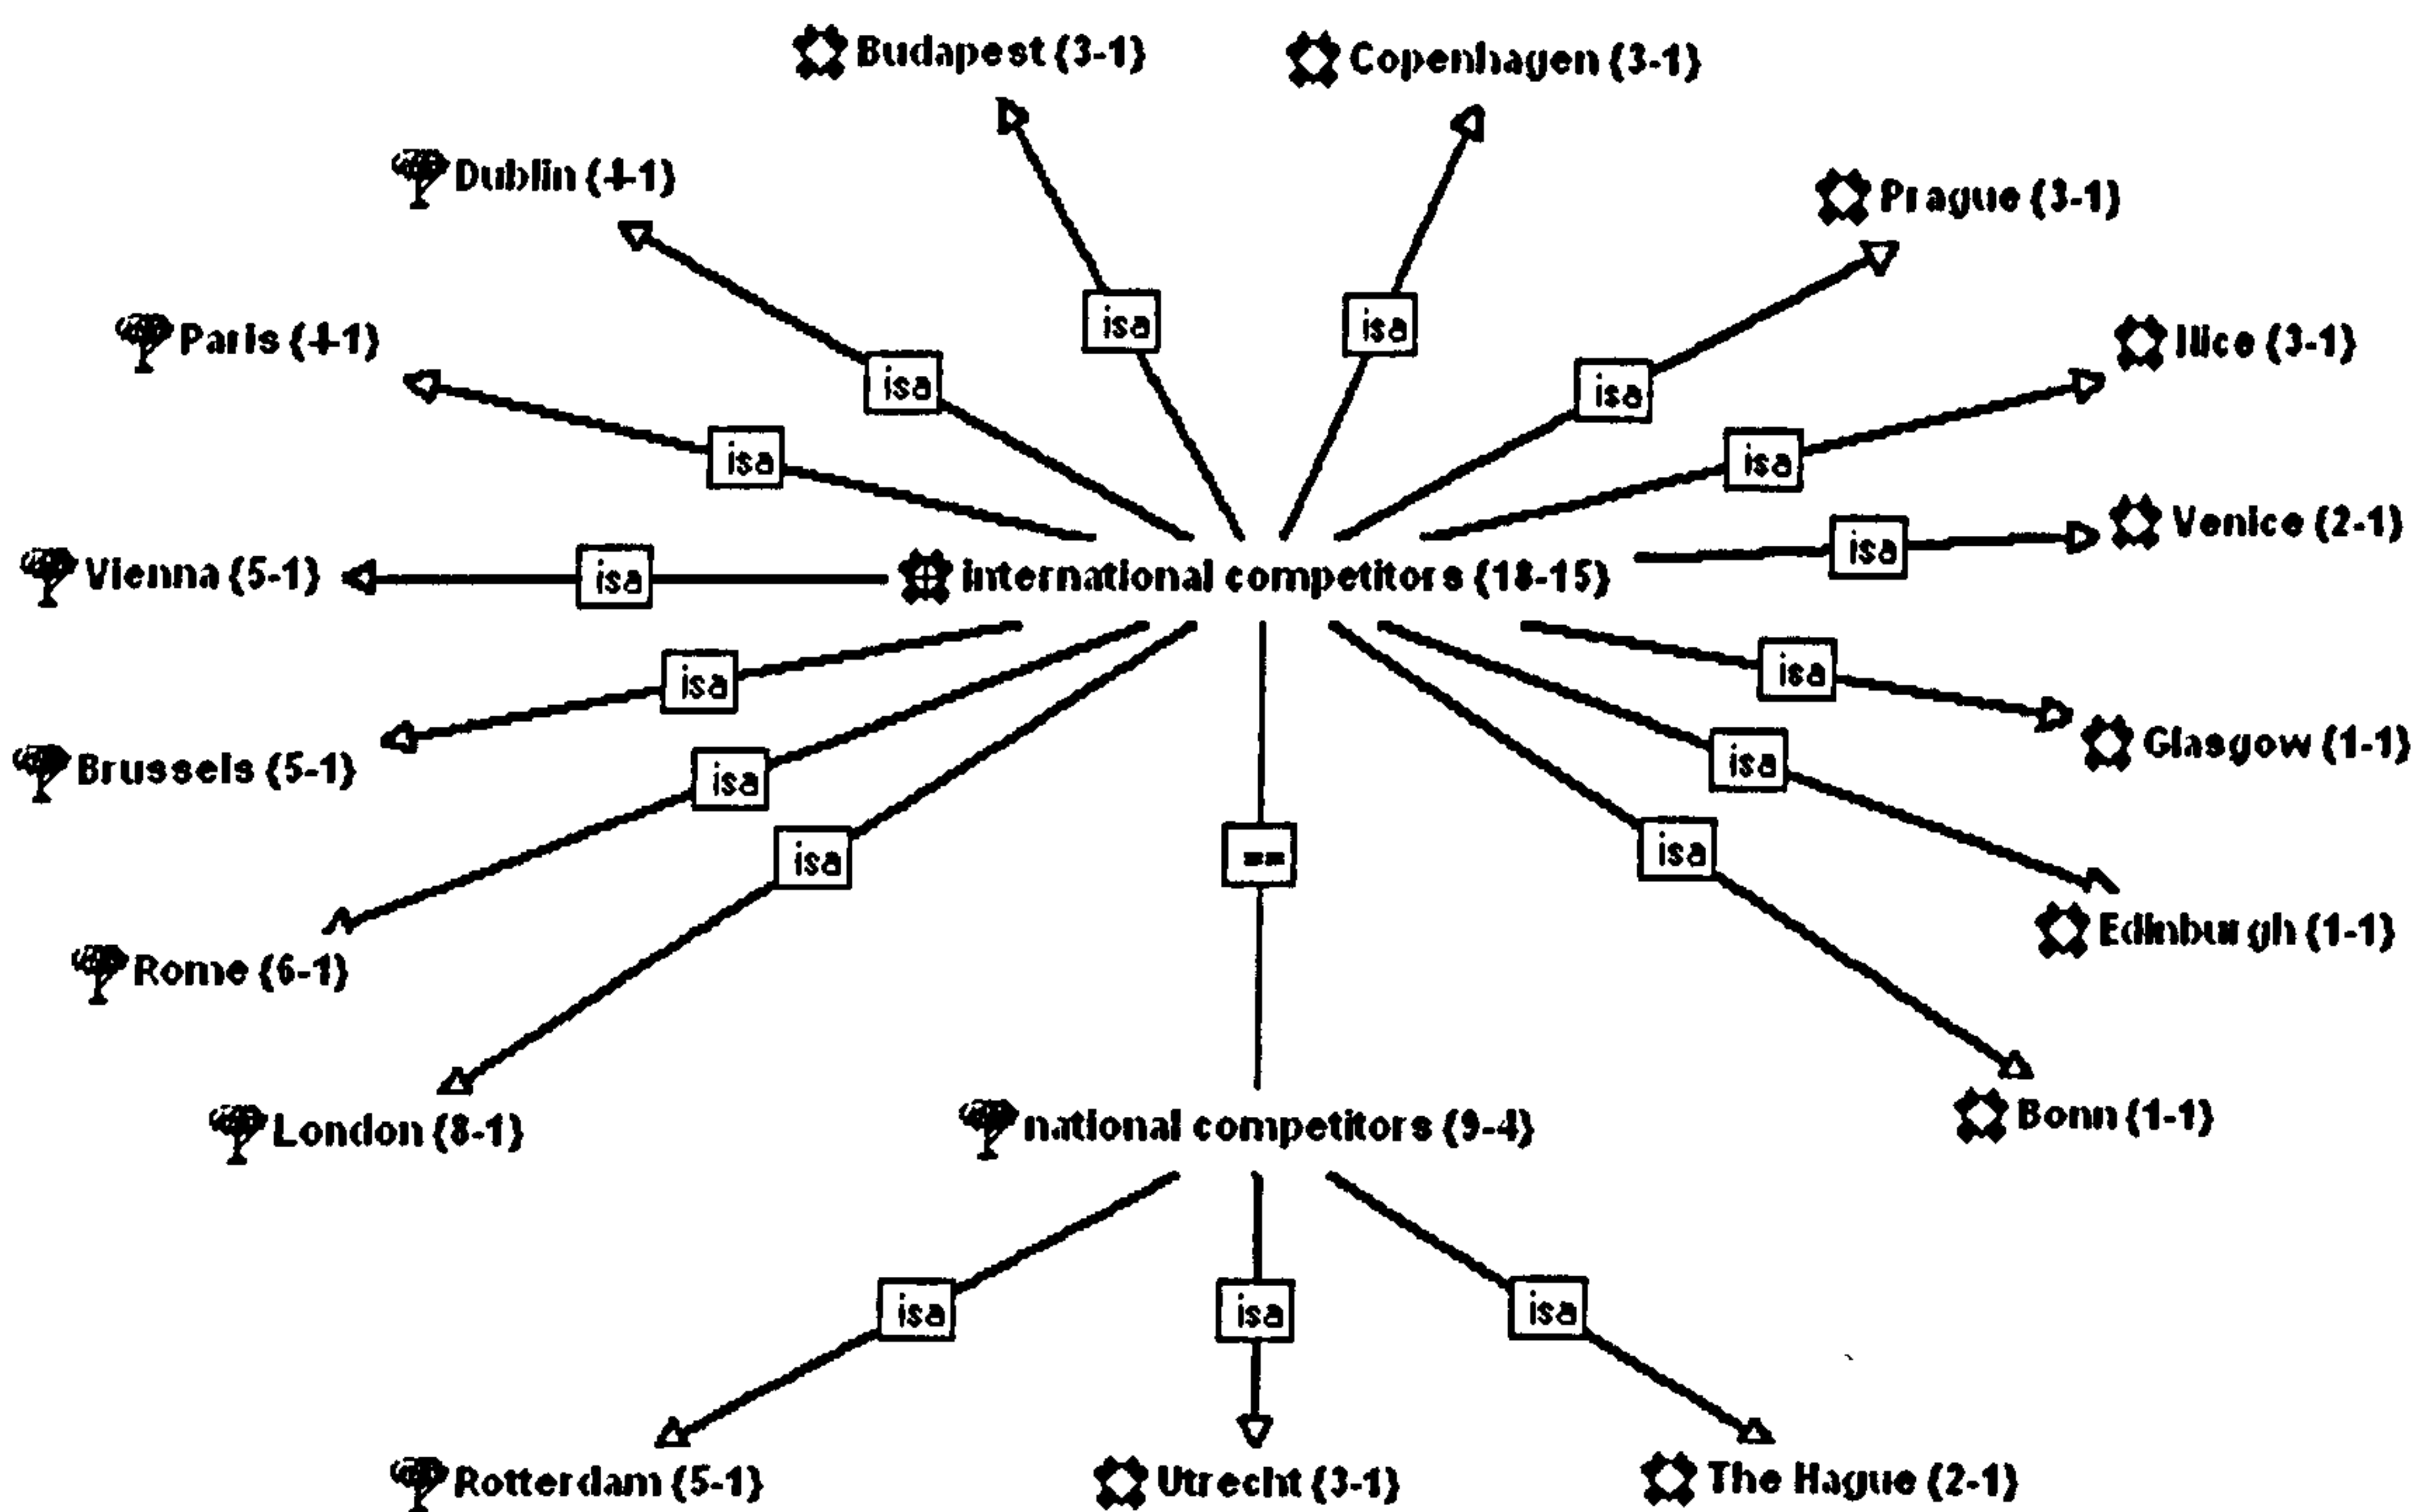 Budapest {3-1}
Copenhagen {3-1}
Dublin {4-1}
Prague {3-1}
isa
isa
Paris {4-1}
Nice {3-1}
isa
isa
isa
isa
Venice {2-1}
isa
Vienna {5-1}
isa
international competitors {18-15}
isa
isa
Glasgow {1-1}
Brussels {5-1}
isa
isa
isa
==
isa
Edinburgh {1-1}
Rome {6-1}
London {8-1}
national competitors {9-4}
Bonn {1-1}
isa
isa
isa
Rotterdam {5-1}
Utrecht {3-1}
The Hague {2-1}